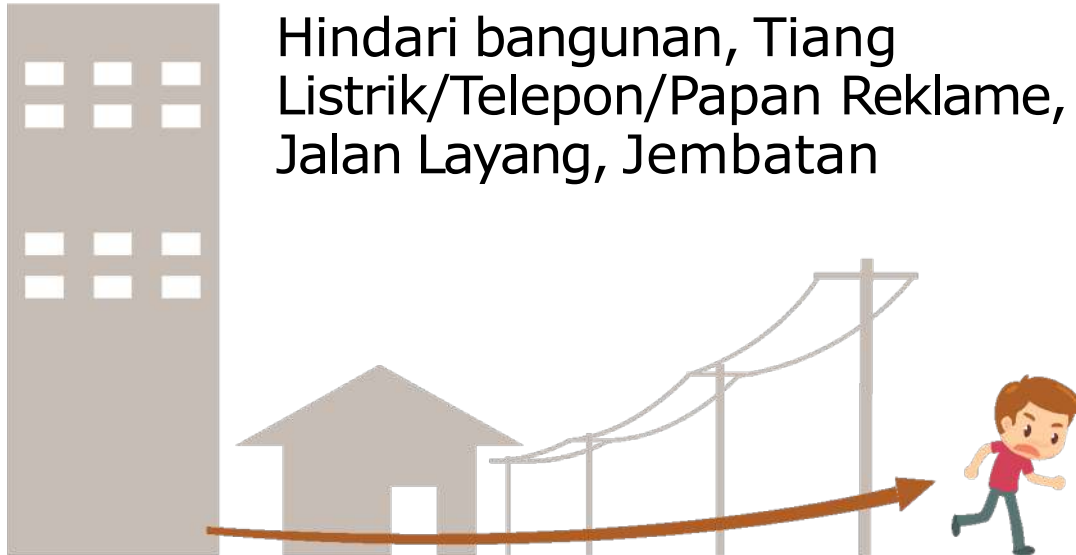 Hindari bangunan, Tiang
Listrik/Telepon/Papan Reklame,
Jalan Layang, Jembatan